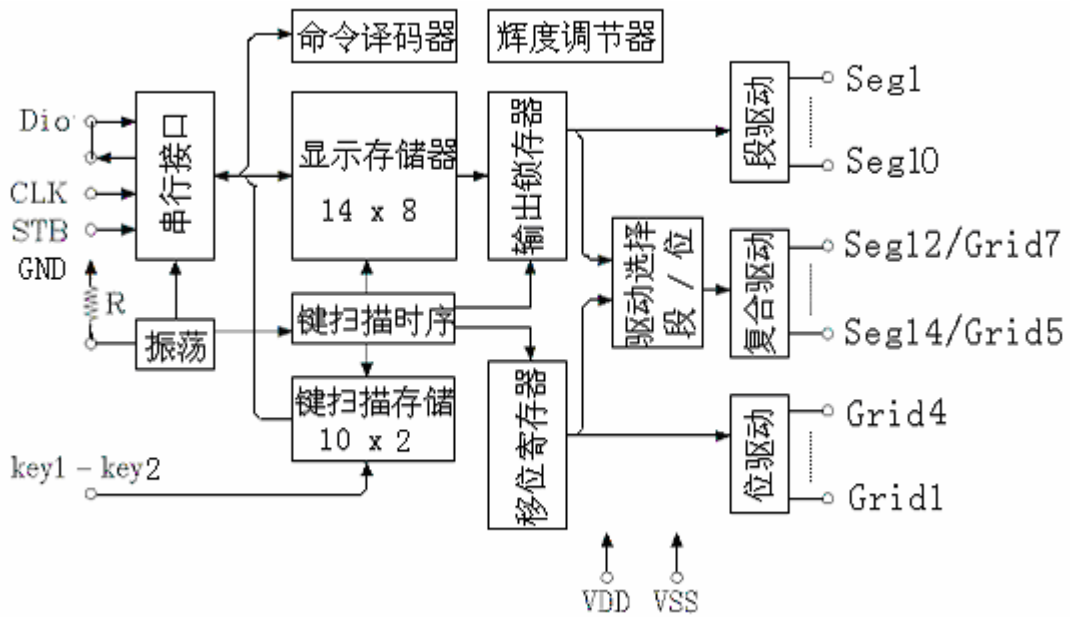 命令译码器
辉度调节器
Dio
CLK
STB
GND
R
串行接口
显示存储器
14 x 8
输出锁存器
段驱动
Seg1
Seg10
驱动选择
段 / 位
复合驱动
Seg12/Grid7
Seg14/Grid5
振荡
键扫描时序
键扫描存储
10 x 2
移位寄存器
位驱动
Grid4
Grid1
key1-key2
VDD
VSS